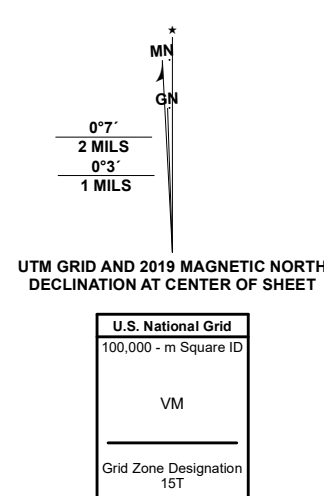 ★
MN
GN
0°7´
2 MILS
0°3´
1 MILS
UTM GRID AND 2019 MAGNETIC NORTH
DECLINATION AT CENTER OF SHEET
U.S. National Grid
100,000 - m Square ID
VM
Grid Zone Designation
15T